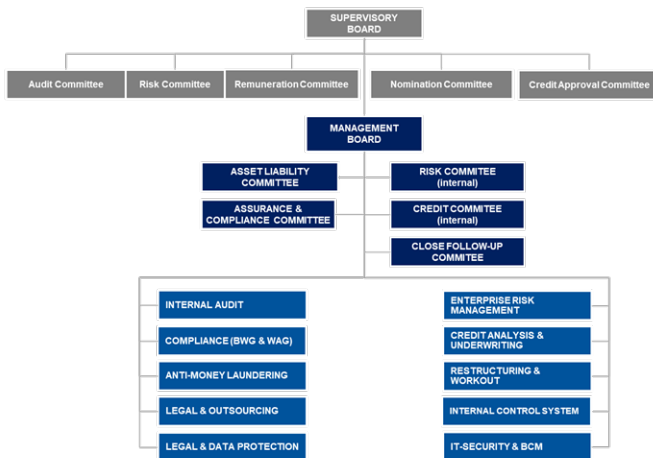 SUPERVISORY
BOARD
Audit Committee
Risk Committee
Remuneration Committee
Nomination Committee
Credit Approval Committee
MANAGEMENT
BOARD
ASSET LIABILITY
COMMITTEE
RISK COMMITEE
(internal)
ASSURANCE &
COMPLIANCE COMMITTEE
CREDIT COMMITEE
(internal)
CLOSE FOLLOW-UP
COMMITEE
INTERNAL AUDIT
ENTERPRISE RISK
MANAGEMENT
COMPLIANCE (BWG & WAG)
CREDIT ANALYSIS &
UNDERWRITING
ANTI-MONEY LAUNDERING
RESTRUCTURING &
WORKOUT
LEGAL & OUTSOURCING
INTERNAL CONTROL SYSTEM
LEGAL & DATA PROTECTION
IT-SECURITY & BCM